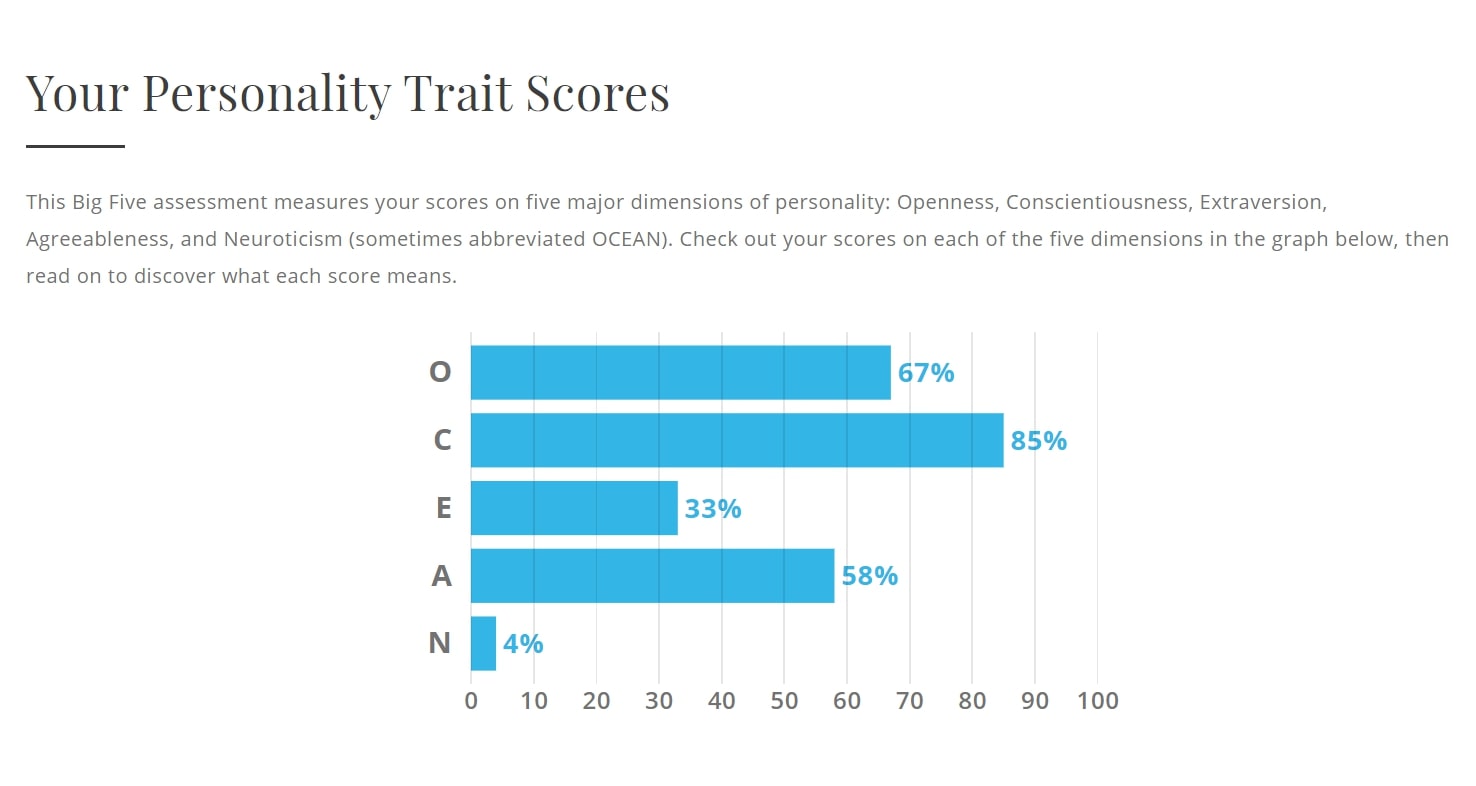 Your Personality Trait Scores
This Big Five assessment measures your scores on five major dimensions of personality: Openness, Conscientiousness, Extraversion,
Agreeableness, and Neuroticism (sometimes abbreviated OCEAN). Check out your scores on each of the five dimensions in the graph below, then
read on to discover what each score means.
O 67%
C 85%
E 33%
A 58%
N 4%
0 10 20 30 40 50 60 70 80 90 100